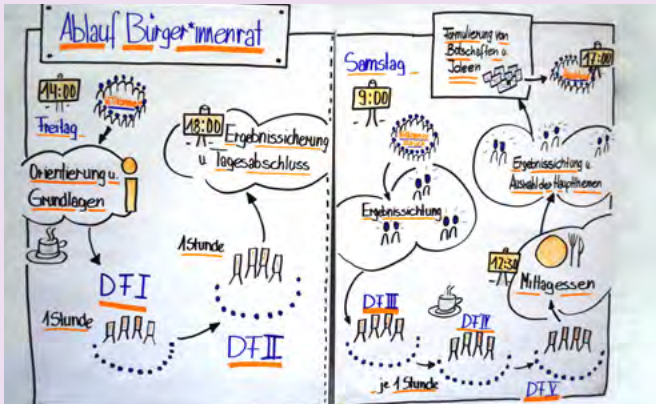 Ablauf Bürger*innenrat
14:00
Freitag
Orientierung u.
Grundlagen
DF I
1 Stunde
1 Stunde
DF II
18:00
Ergebnissicherung
u. Tagesabschluss
Samstag
9:00
Ergebnissichtung
DF III
DF IV
je 1 Stunde
DF V
12:30
Mittagessen
Ergebnissichtung u.
Auswahl der Hauptthemen
Formulierung von
Botschaften u.
Ideen
17:00